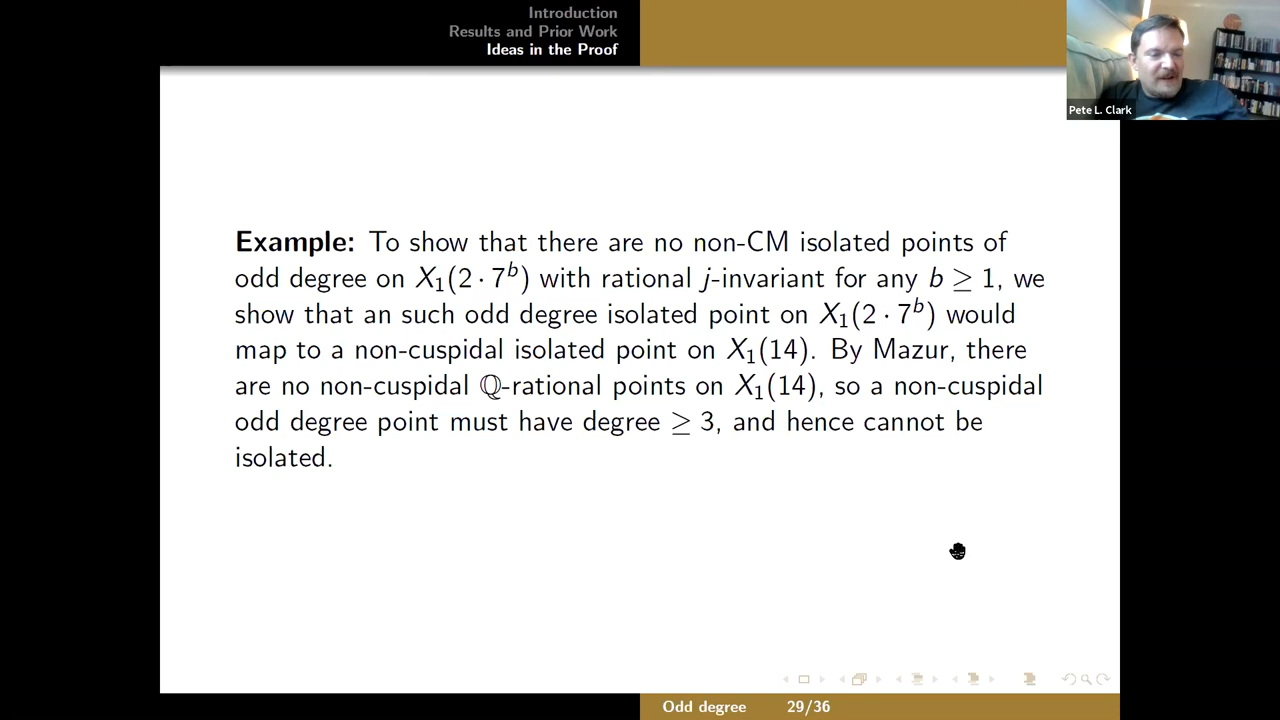 Introduction
Results and Prior Work
Ideas in the Proof
Pete L. Clark
Example: To show that there are no non-CM isolated points of
odd degree on X₁(2 · 7ᵇ) with rational j-invariant for any b ≥ 1, we
show that an such odd degree isolated point on X₁(2 · 7ᵇ) would
map to a non-cuspidal isolated point on X₁(14). By Mazur, there
are no non-cuspidal ℚ-rational points on X₁(14), so a non-cuspidal
odd degree point must have degree ≥ 3, and hence cannot be
isolated.
Odd degree 29/36